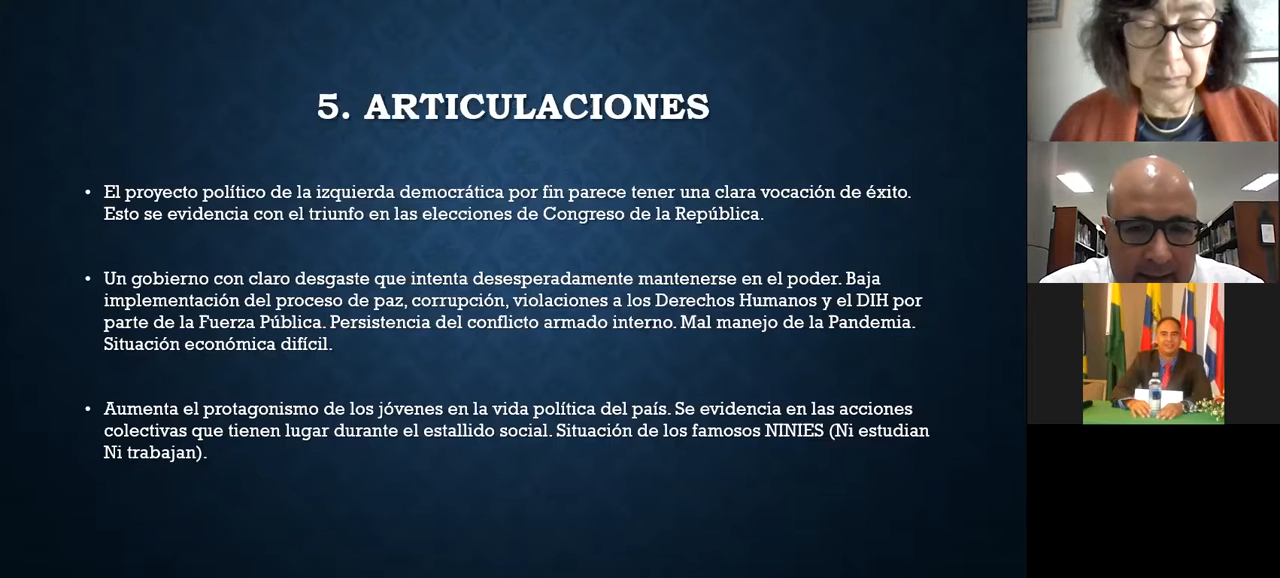 5. ARTICULACIONES
• El proyecto político de la izquierda democrática por fin parece tener una clara vocación de éxito.
Esto se evidencia con el triunfo en las elecciones de Congreso de la República.
• Un gobierno con claro desgaste que intenta desesperadamente mantenerse en el poder. Baja
implementación del proceso de paz, corrupción, violaciones a los Derechos Humanos y el DIH por
parte de la Fuerza Pública. Persistencia del conflicto armado interno. Mal manejo de la Pandemia.
Situación económica difícil.
• Aumenta el protagonismo de los jóvenes en la vida política del país. Se evidencia en las acciones
colectivas que tienen lugar durante el estallido social. Situación de los famosos NINIES (Ni estudian
Ni trabajan).